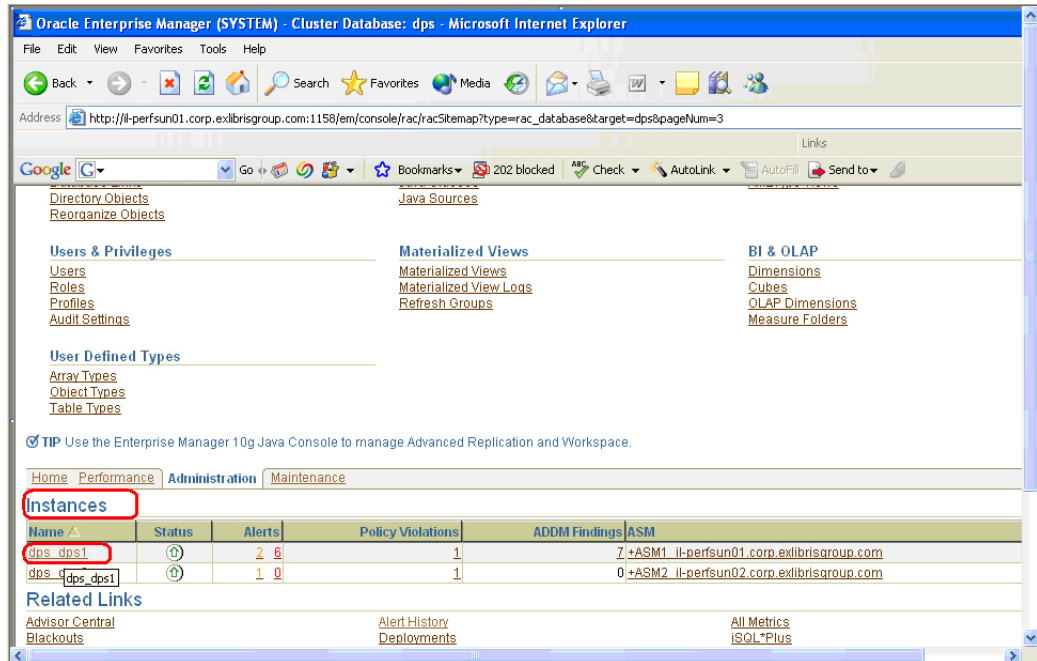 Oracle Enterprise Manager (SYSTEM) - Cluster Database: dps - Microsoft Internet Explorer
File Edit View Favorites Tools Help
Back Search Favorites Media
Address http://il-perfsun01.corp.exlibrisgroup.com:1158/em/console/rac/racSitemap?type=rac_database&target=dps&pageNum=3
Links
Google G Go Bookmarks 202 blocked ABC Check AutoLink AutoFill Send to
Directory Objects Java Sources
Reorganize Objects
Users & Privileges Materialized Views BI & OLAP
Users Materialized Views Dimensions
Roles Materialized View Logs Cubes
Profiles Refresh Groups OLAP Dimensions
Audit Settings Measure Folders
User Defined Types
Array Types
Object Types
Table Types
TIP Use the Enterprise Manager 10g Java Console to manage Advanced Replication and Workspace.
Home Performance Administration Maintenance
Instances
Name Status Alerts Policy Violations ADDM Findings ASM
dps_dps1 2 6 1 7 +ASM1_il-perfsun01.corp.exlibrisgroup.com
dps_ 1 0 1 0 +ASM2_il-perfsun02.corp.exlibrisgroup.com
dps_dps1
Related Links
Advisor Central Alert History All Metrics
Blackouts Deployments iSQL*Plus